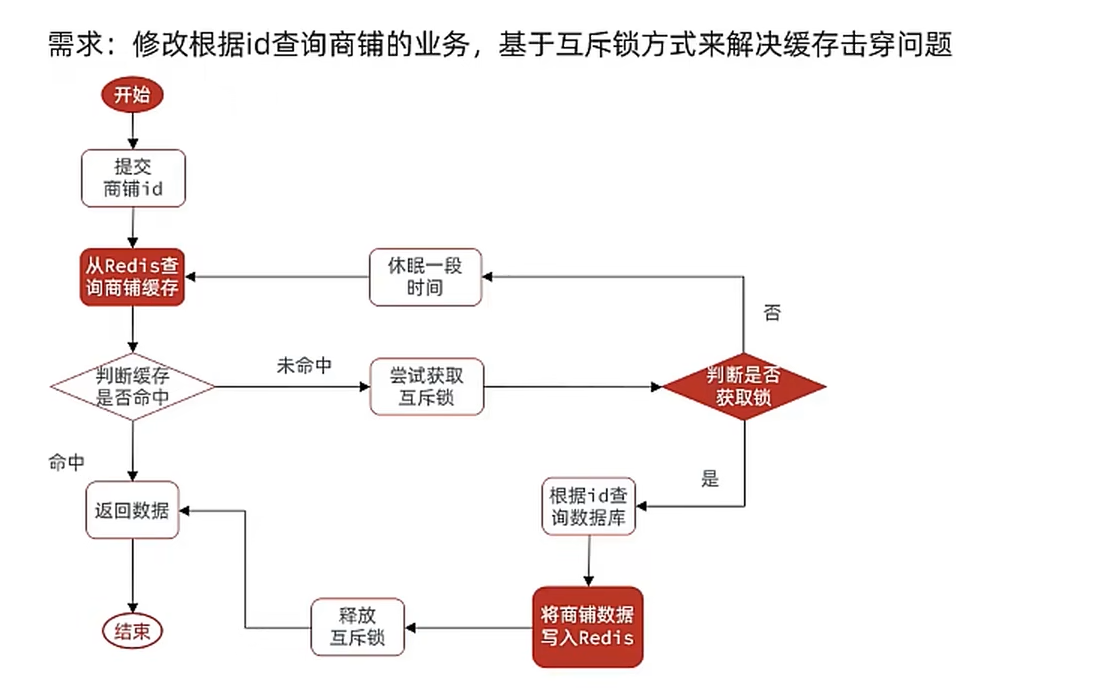 需求：修改根据id查询商铺的业务，基于互斥锁方式来解决缓存击穿问题
开始
提交
商铺id
从Redis查
询商铺缓存
休眠一段
时间
否
判断缓存
是否命中
未命中
尝试获取
互斥锁
判断是否
获取锁
命中
是
返回数据
根据id查
询数据库
将商铺数据
写入Redis
释放
互斥锁
结束